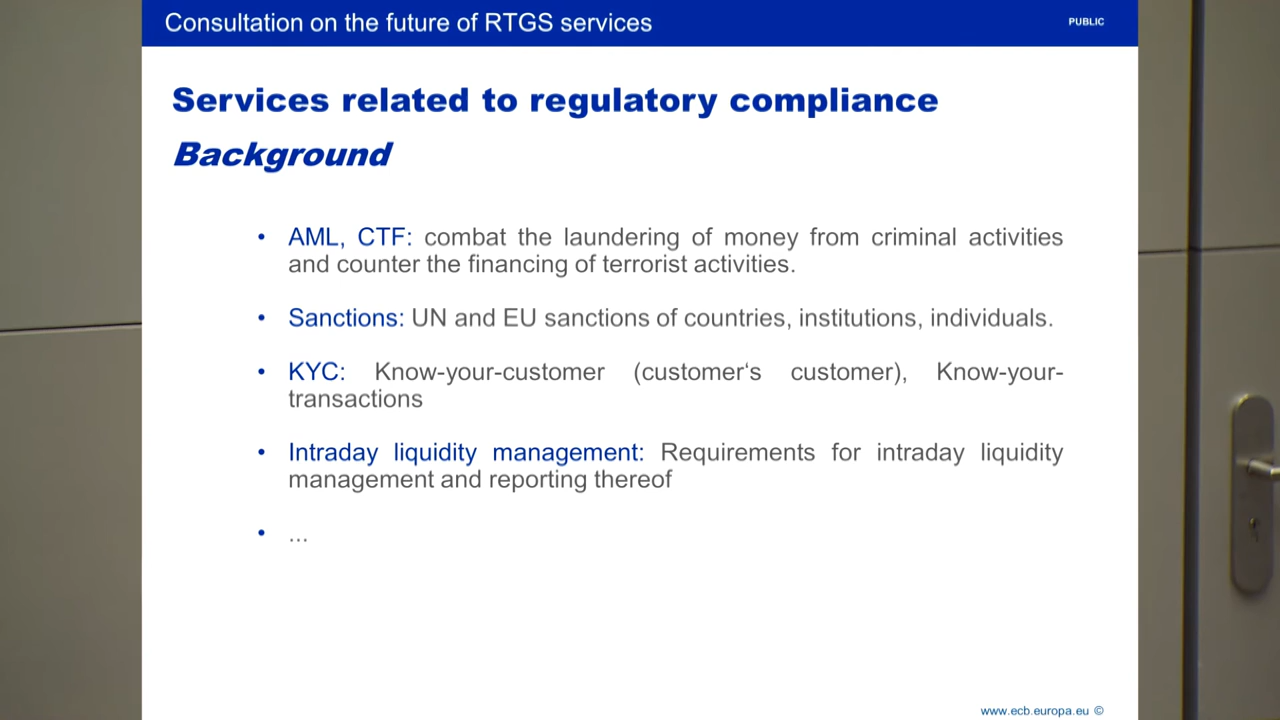 Consultation on the future of RTGS services
PUBLIC
Services related to regulatory compliance
Background
• AML, CTF: combat the laundering of money from criminal activities
and counter the financing of terrorist activities.
• Sanctions: UN and EU sanctions of countries, institutions, individuals.
• KYC: Know-your-customer (customer‘s customer), Know-your-
transactions
• Intraday liquidity management: Requirements for intraday liquidity
management and reporting thereof
• ...
www.ecb.europa.eu ©